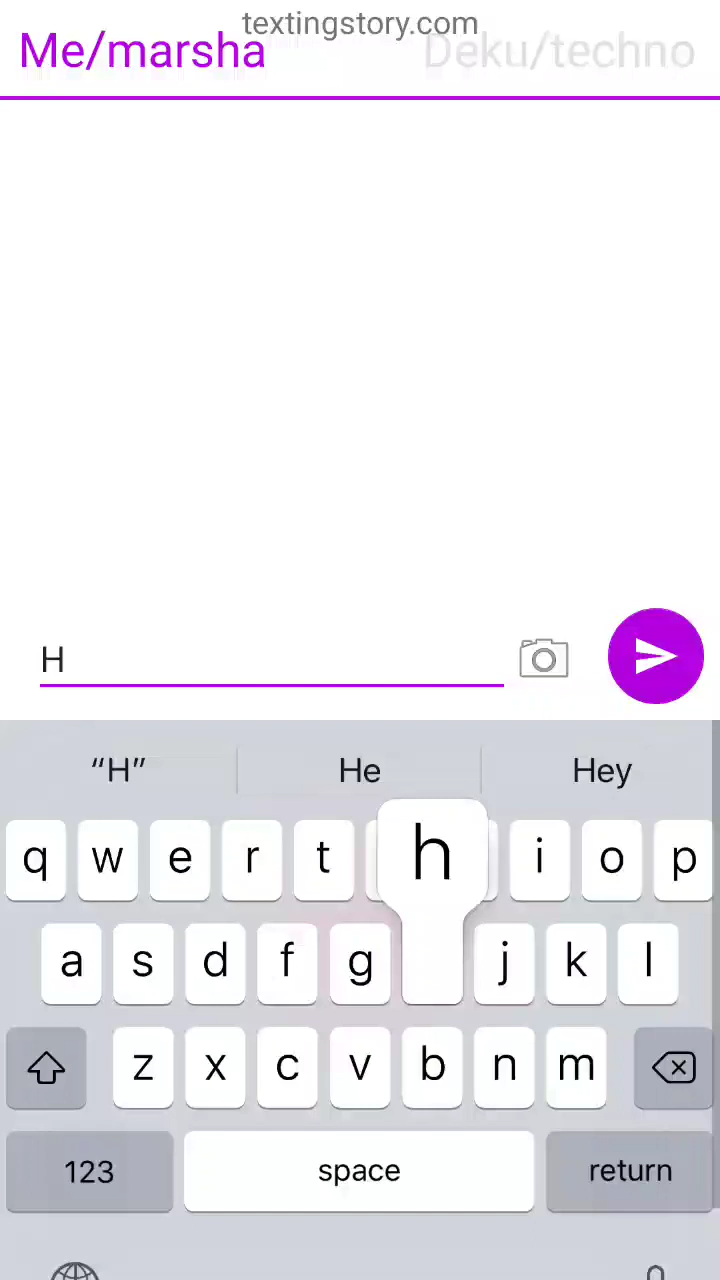 textingstory.com
Me/marsha Deku/techno
H
“H” He Hey
q w e r t h i o p
a s d f g j k l
z x c v b n m
123 space return